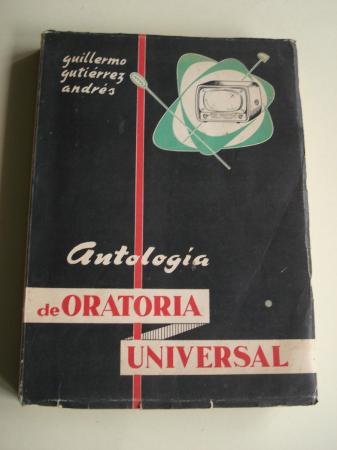 guillermo
gutiérrez
andrés
Antología
de ORATORIA
UNIVERSAL